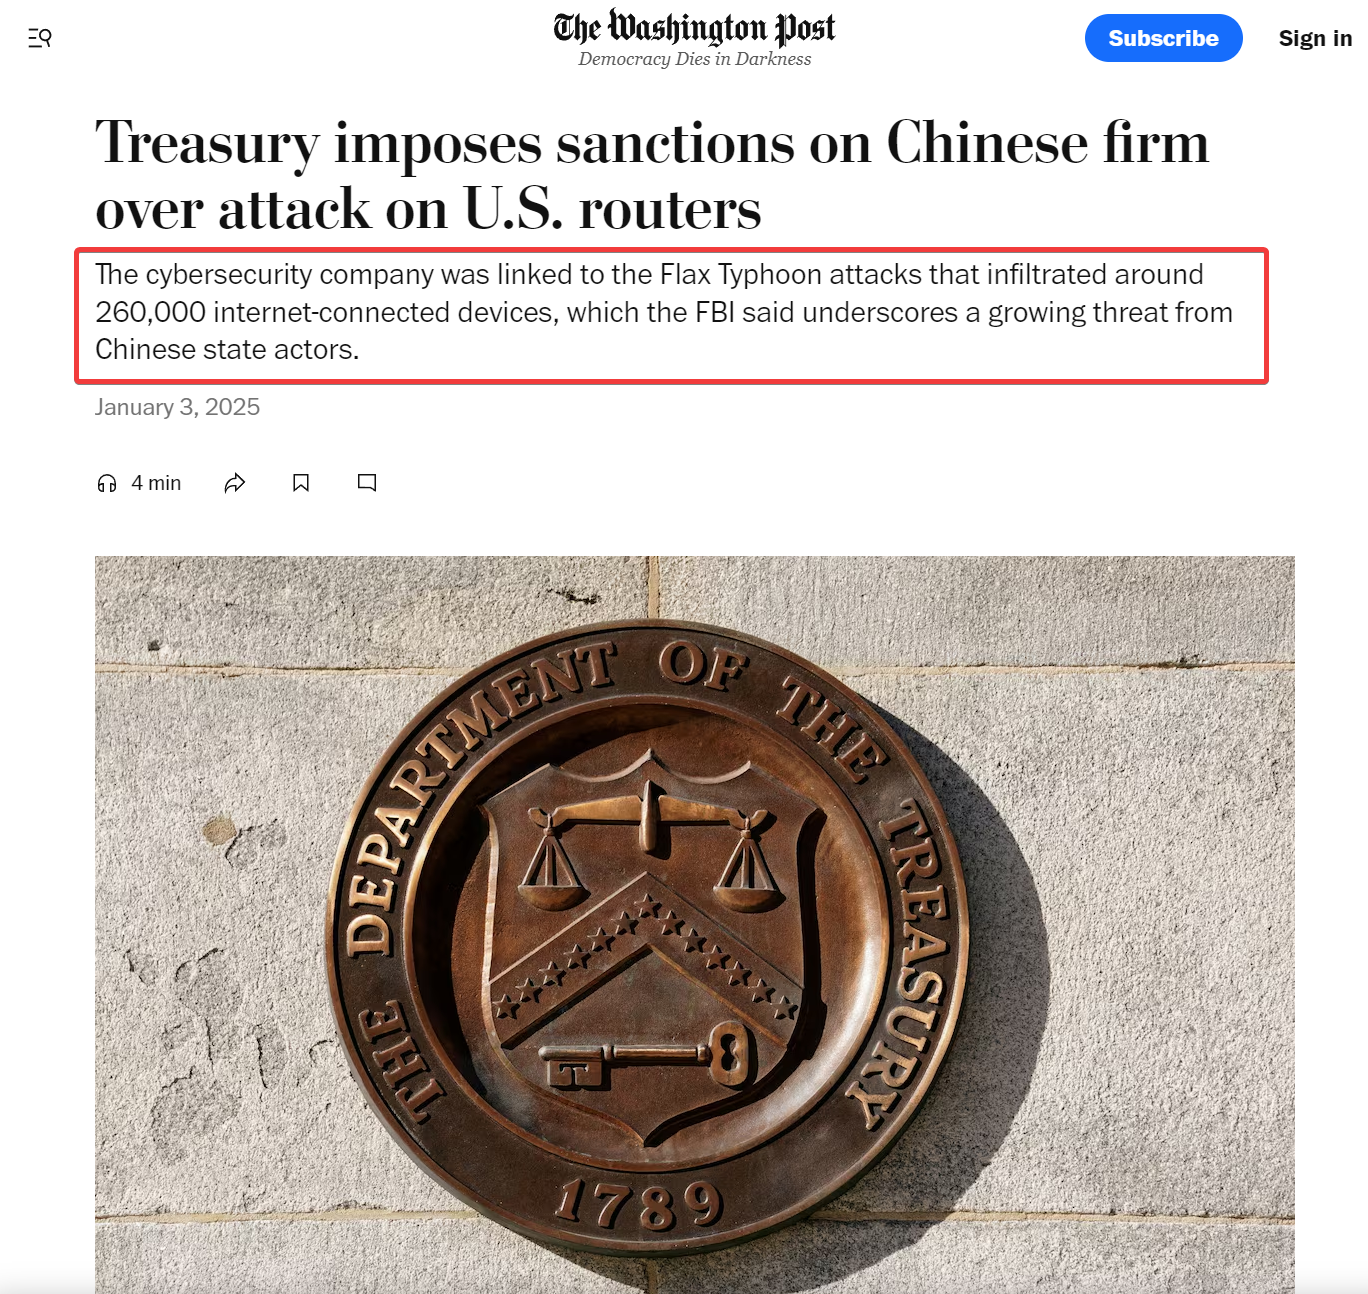 The Washington Post
Democracy Dies in Darkness
Subscribe
Sign in
Treasury imposes sanctions on Chinese firm
over attack on U.S. routers
The cybersecurity company was linked to the Flax Typhoon attacks that infiltrated around
260,000 internet-connected devices, which the FBI said underscores a growing threat from
Chinese state actors.
January 3, 2025
4 min
THE DEPARTMENT OF THE TREASURY
1789